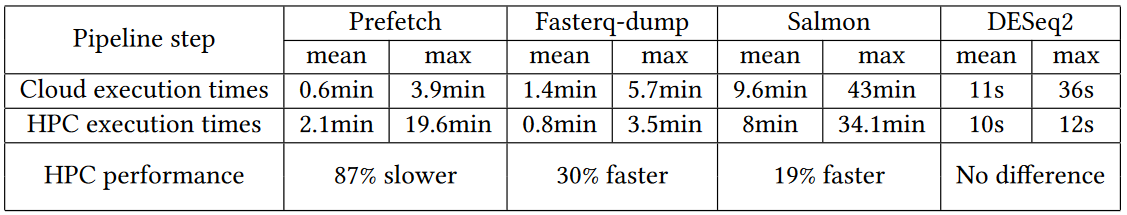 Pipeline step Prefetch Fasterq-dump Salmon DESeq2
mean max mean max mean max mean max
Cloud execution times 0.6min 3.9min 1.4min 5.7min 9.6min 43min 11s 36s
HPC execution times 2.1min 19.6min 0.8min 3.5min 8min 34.1min 10s 12s
HPC performance 87% slower 30% faster 19% faster No difference